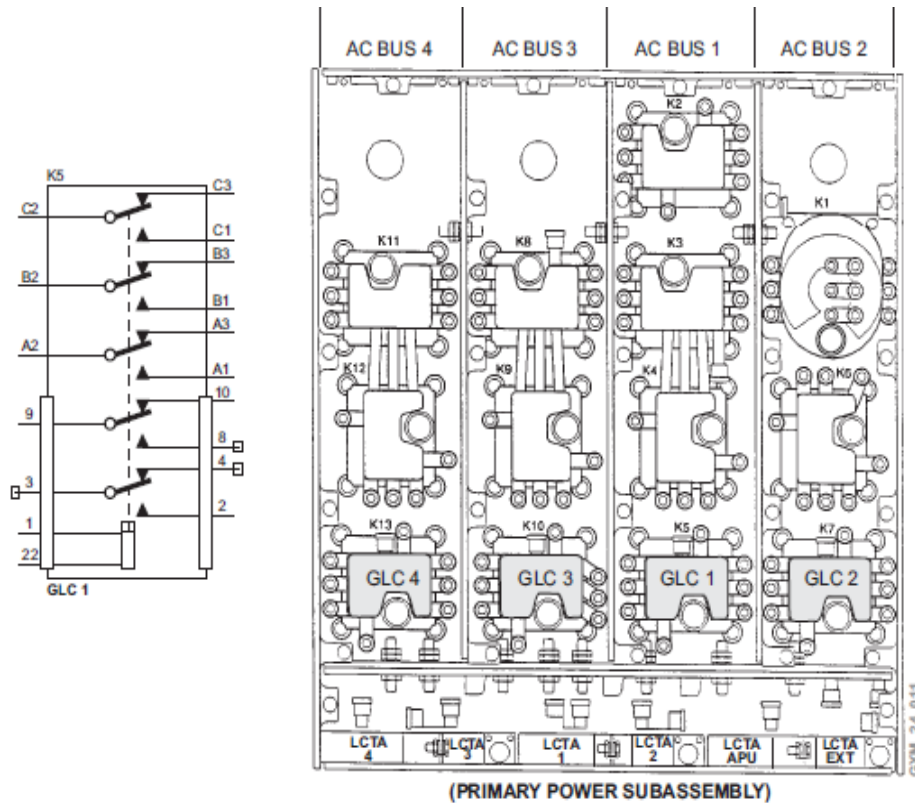 AC BUS 4 AC BUS 3 AC BUS 1 AC BUS 2
K2
K1
K11 K8 K3
K12 K9 K4 K6
K13 K10 K5 K7
GLC 4 GLC 3 GLC 1 GLC 2
LCTA 4 LCTA 3 LCTA 1 LCTA 2 LCTA APU LCTA EXT
(PRIMARY POWER SUBASSEMBLY)
K5
C3
C2
C1
B3
B2
B1
A3
A2
A1
10
9
8
4
3
2
1
22
GLC 1